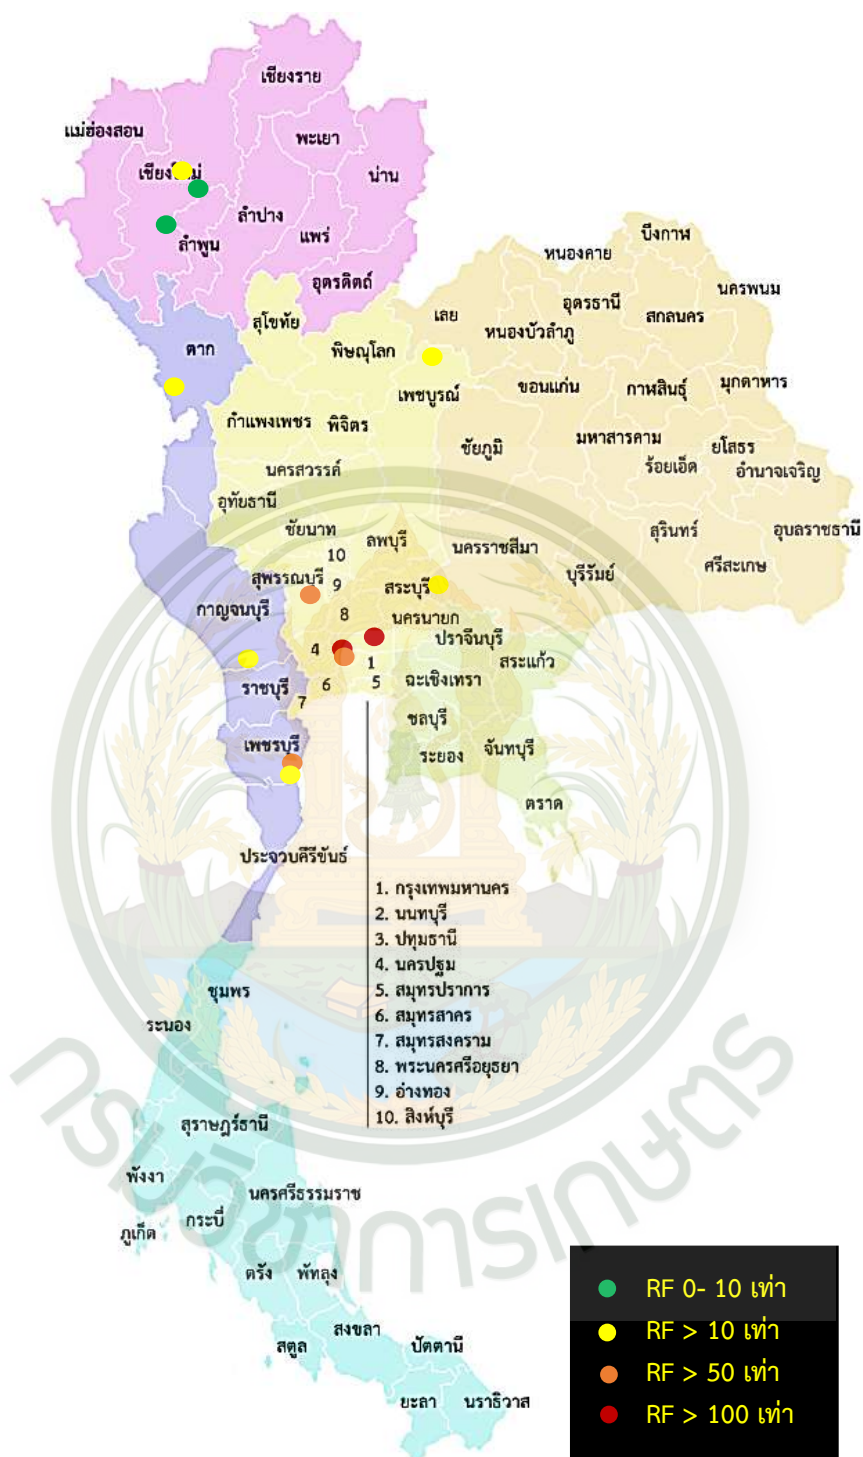 เชียงราย
แม่ฮ่องสอน
พะเยา
เชียงใหม่
น่าน
ลำปาง
ลำพูน
แพร่
อุตรดิตถ์
บึงกาฬ
หนองคาย
นครพนม
เลย
อุดรธานี
สกลนคร
สุโขทัย
หนองบัวลำภู
ตาก
พิษณุโลก
เพชบูรณ์
ขอนแก่น
กาฬสินธุ์
มุกดาหาร
กำแพงเพชร
พิจิตร
มหาสารคาม
ชัยภูมิ
ยโสธร
ร้อยเอ็ด
อำนาจเจริญ
นครสวรรค์
อุทัยธานี
ชัยนาท
ลพบุรี
นครราชสีมา
สุรินทร์
อุบลราชธานี
10
สุพรรณบุรี
9
สระบุรี
บุรีรัมย์
ศรีสะเกษ
กาญจนบุรี
8
นครนายก
ปราจีนบุรี
4
1
สระแก้ว
ราชบุรี
6
5
ฉะเชิงเทรา
7
ชลบุรี
เพชรบุรี
ระยอง
จันทบุรี
ตราด
ประจวบคีรีขันธ์
1. กรุงเทพมหานคร
2. นนทบุรี
3. ปทุมธานี
4. นครปฐม
5. สมุทรปราการ
6. สมุทรสาคร
7. สมุทรสงคราม
8. พระนครศรีอยุธยา
9. อ่างทอง
10. สิงห์บุรี
ชุมพร
ระนอง
สุราษฎร์ธานี
พังงา
นครศรีธรรมราช
ภูเก็ต
กระบี่
ตรัง
พัทลุง
สงขลา
สตูล
ปัตตานี
ยะลา
นราธิวาส
กรมวิชาการเกษตร
RF 0- 10 เท่า
RF > 10 เท่า
RF > 50 เท่า
RF > 100 เท่า